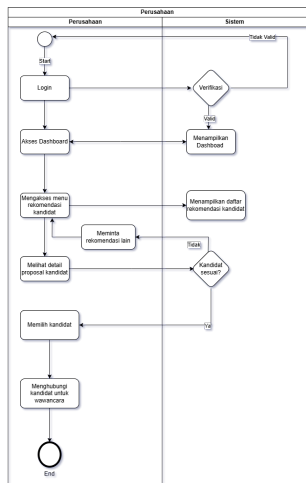 Perusahaan
Perusahaan
Sistem
Tidak Valid
Start
Login
Verifikasi
Valid
Akses Dashboard
Menampilkan
Dashboad
Mengakses menu
rekomendasi
kandidat
Menampilkan daftar
rekomendasi kandidat
Meminta
rekomendasi lain
Tidak
Melihat detail
proposal kandidat
Kandidat
sesuai?
Memilih kandidat
Ya
Menghubungi
kandidat untuk
wawancara
End